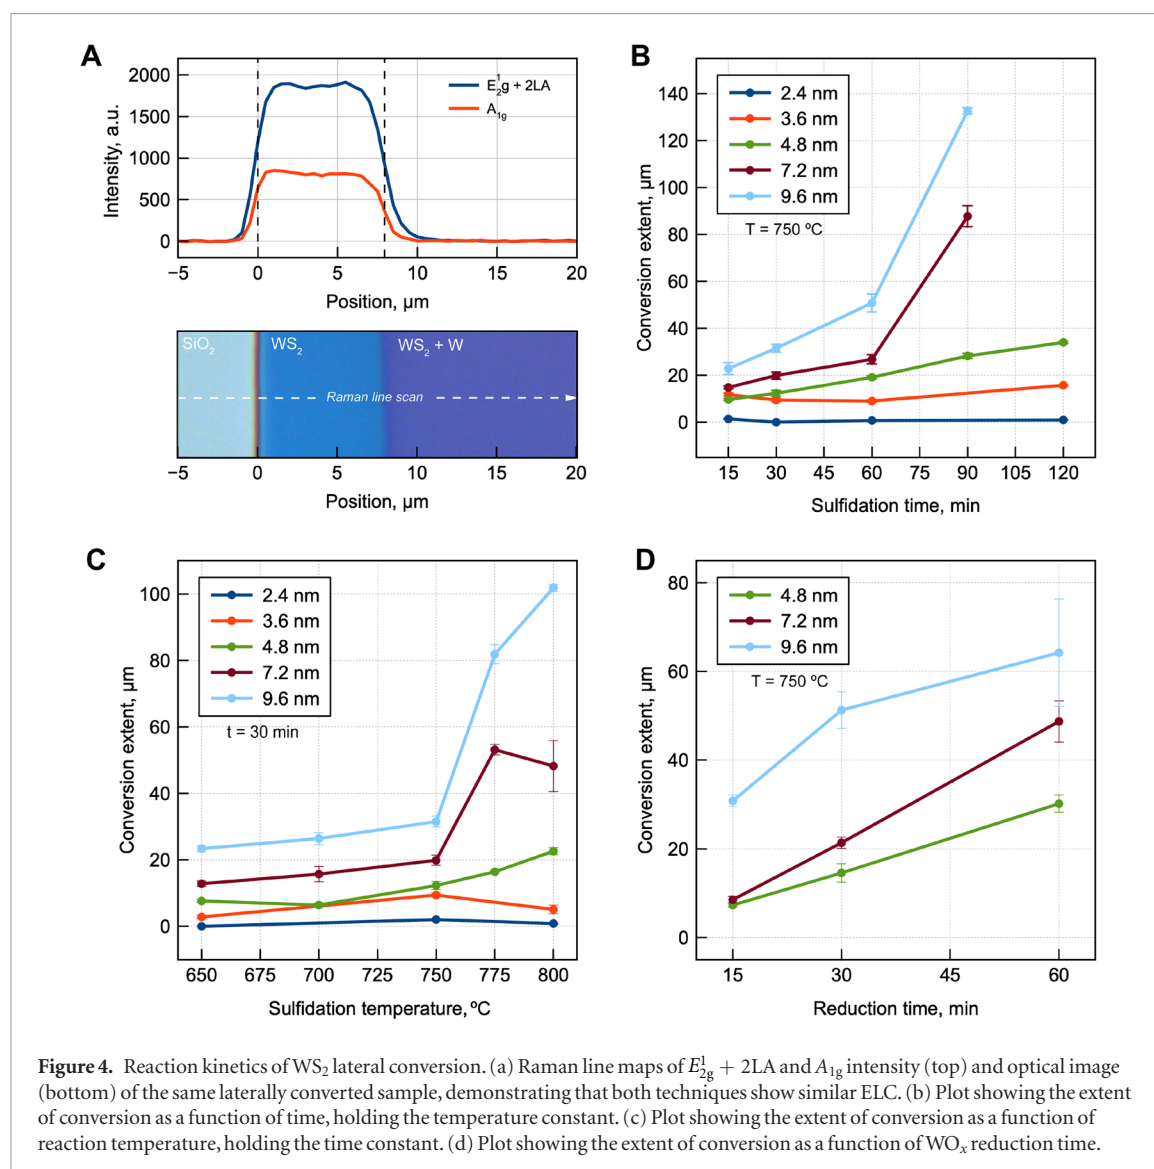 A
2000
1500
1000
500
0
Intensity, a.u.
E¹₂g + 2LA
A₁g
−5 0 5 10 15 20
Position, µm
SiO₂ WS₂ WS₂ + W
Raman line scan
−5 0 5 10 15 20
Position, µm
B
140
120
100
80
60
40
20
0
Conversion extent, µm
2.4 nm
3.6 nm
4.8 nm
7.2 nm
9.6 nm
T = 750 ºC
15 30 45 60 75 90 105 120
Sulfidation time, min
C
100
80
60
40
20
0
Conversion extent, µm
2.4 nm
3.6 nm
4.8 nm
7.2 nm
9.6 nm
t = 30 min
650 675 700 725 750 775 800
Sulfidation temperature, ºC
D
80
60
40
20
0
Conversion extent, µm
4.8 nm
7.2 nm
9.6 nm
T = 750 ºC
15 30 45 60
Reduction time, min
Figure 4. Reaction kinetics of WS₂ lateral conversion. (a) Raman line maps of E¹₂g + 2LA and A₁g intensity (top) and optical image
(bottom) of the same laterally converted sample, demonstrating that both techniques show similar ELC. (b) Plot showing the extent
of conversion as a function of time, holding the temperature constant. (c) Plot showing the extent of conversion as a function of
reaction temperature, holding the time constant. (d) Plot showing the extent of conversion as a function of WOₓ reduction time.